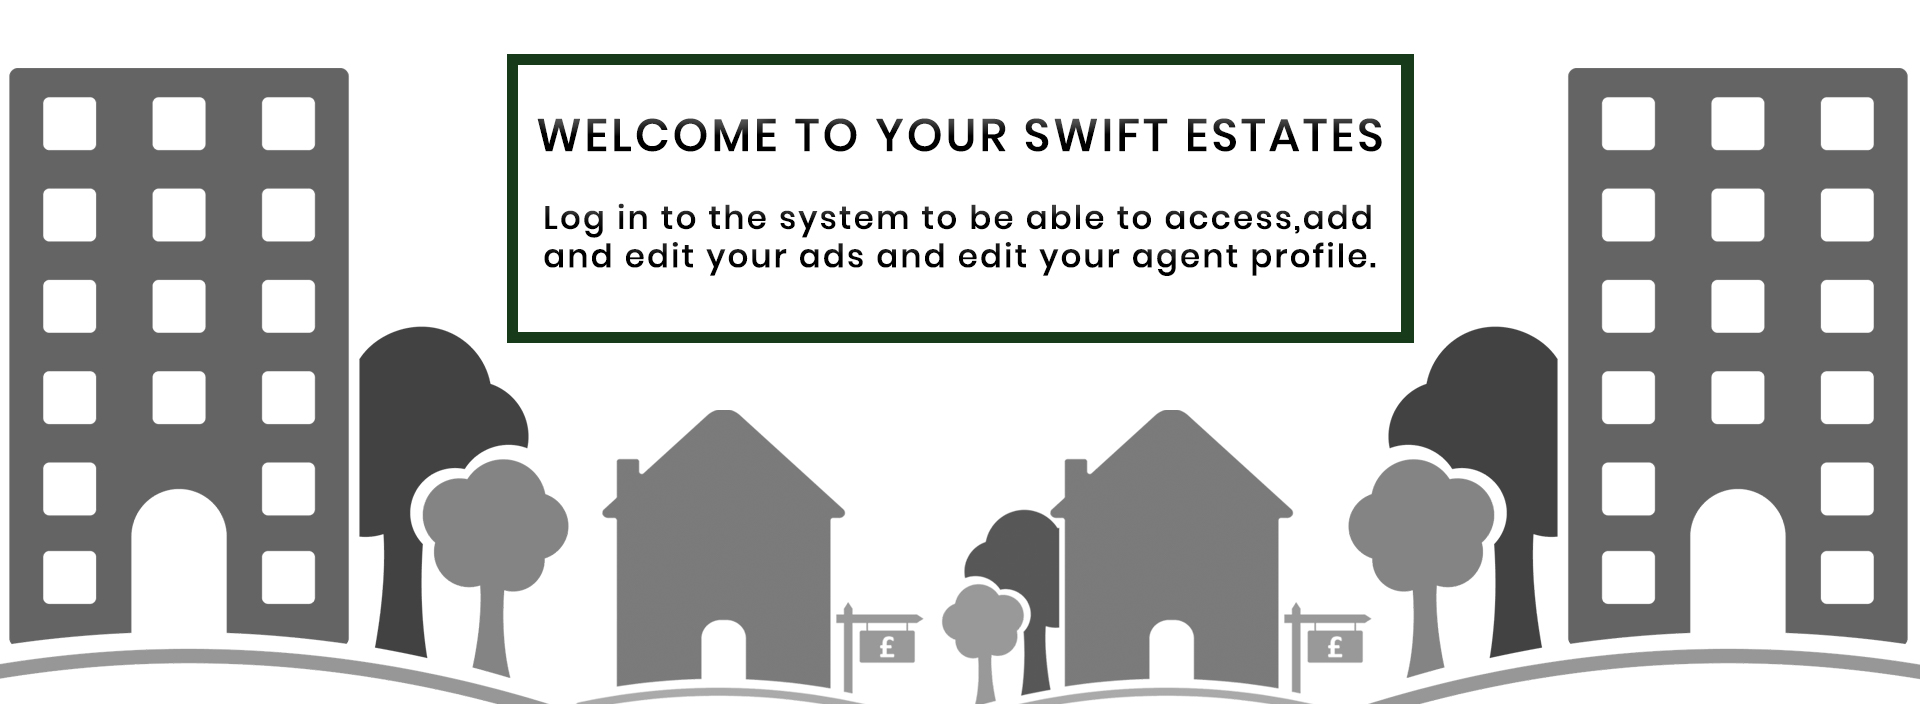 WELCOME TO YOUR SWIFT ESTATES
Log in to the system to be able to access,add
and edit your ads and edit your agent profile.
£
£